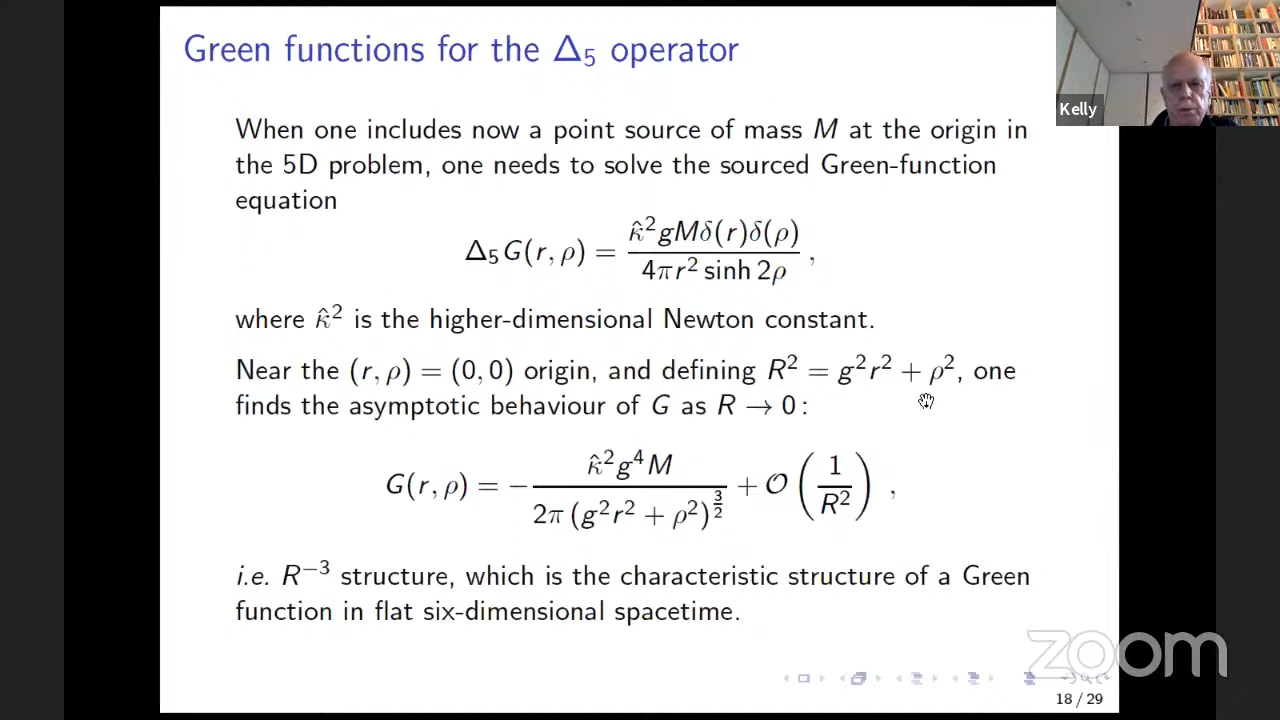 Green functions for the Δ₅ operator
When one includes now a point source of mass M at the origin in
the 5D problem, one needs to solve the sourced Green-function
equation
Δ₅G(r, ρ) = κ̂²gMδ(r)δ(ρ) / 4πr² sinh 2ρ ,
where κ̂² is the higher-dimensional Newton constant.
Near the (r, ρ) = (0, 0) origin, and defining R² = g²r² + ρ², one
finds the asymptotic behaviour of G as R → 0 :
G(r, ρ) = − κ̂²g⁴M / 2π (g²r² + ρ²)^(3/2) + O(1/R²) ,
i.e. R⁻³ structure, which is the characteristic structure of a Green
function in flat six-dimensional spacetime.
18 / 29
Kelly
zoom